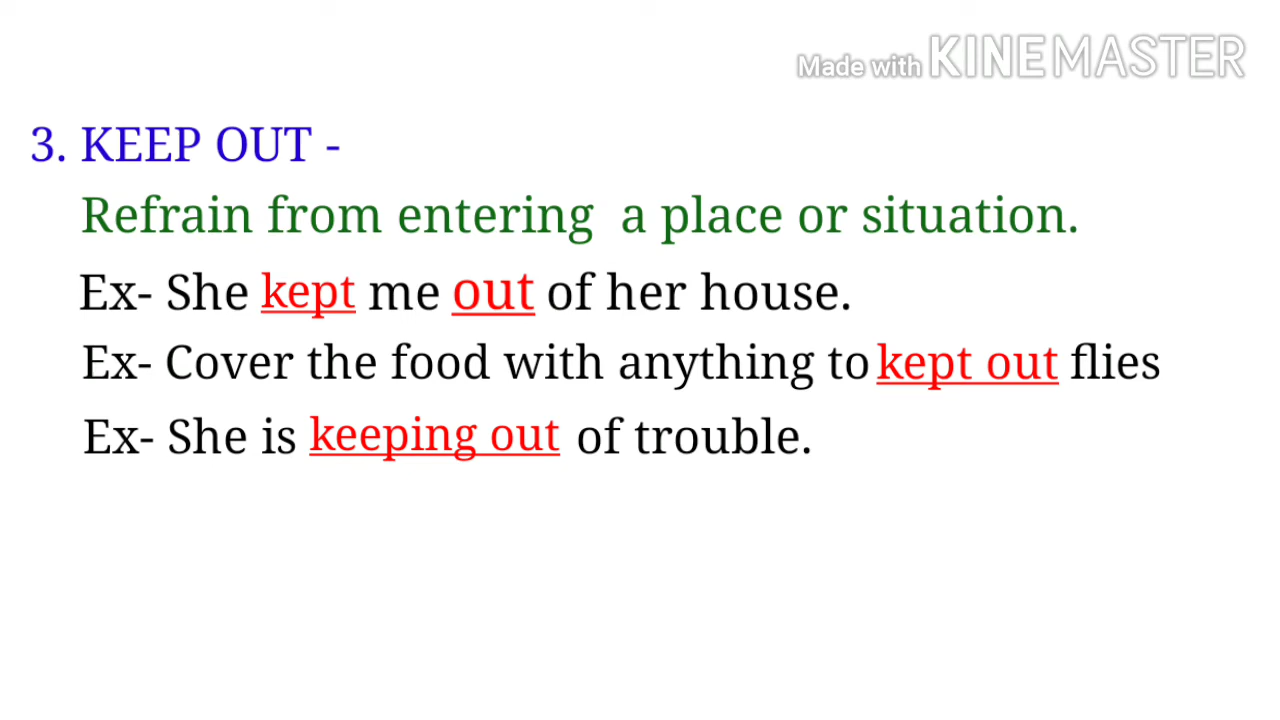 Made with KINEMASTER
3. KEEP OUT -
Refrain from entering a place or situation.
Ex- She kept me out of her house.
Ex- Cover the food with anything to kept out flies
Ex- She is keeping out of trouble.